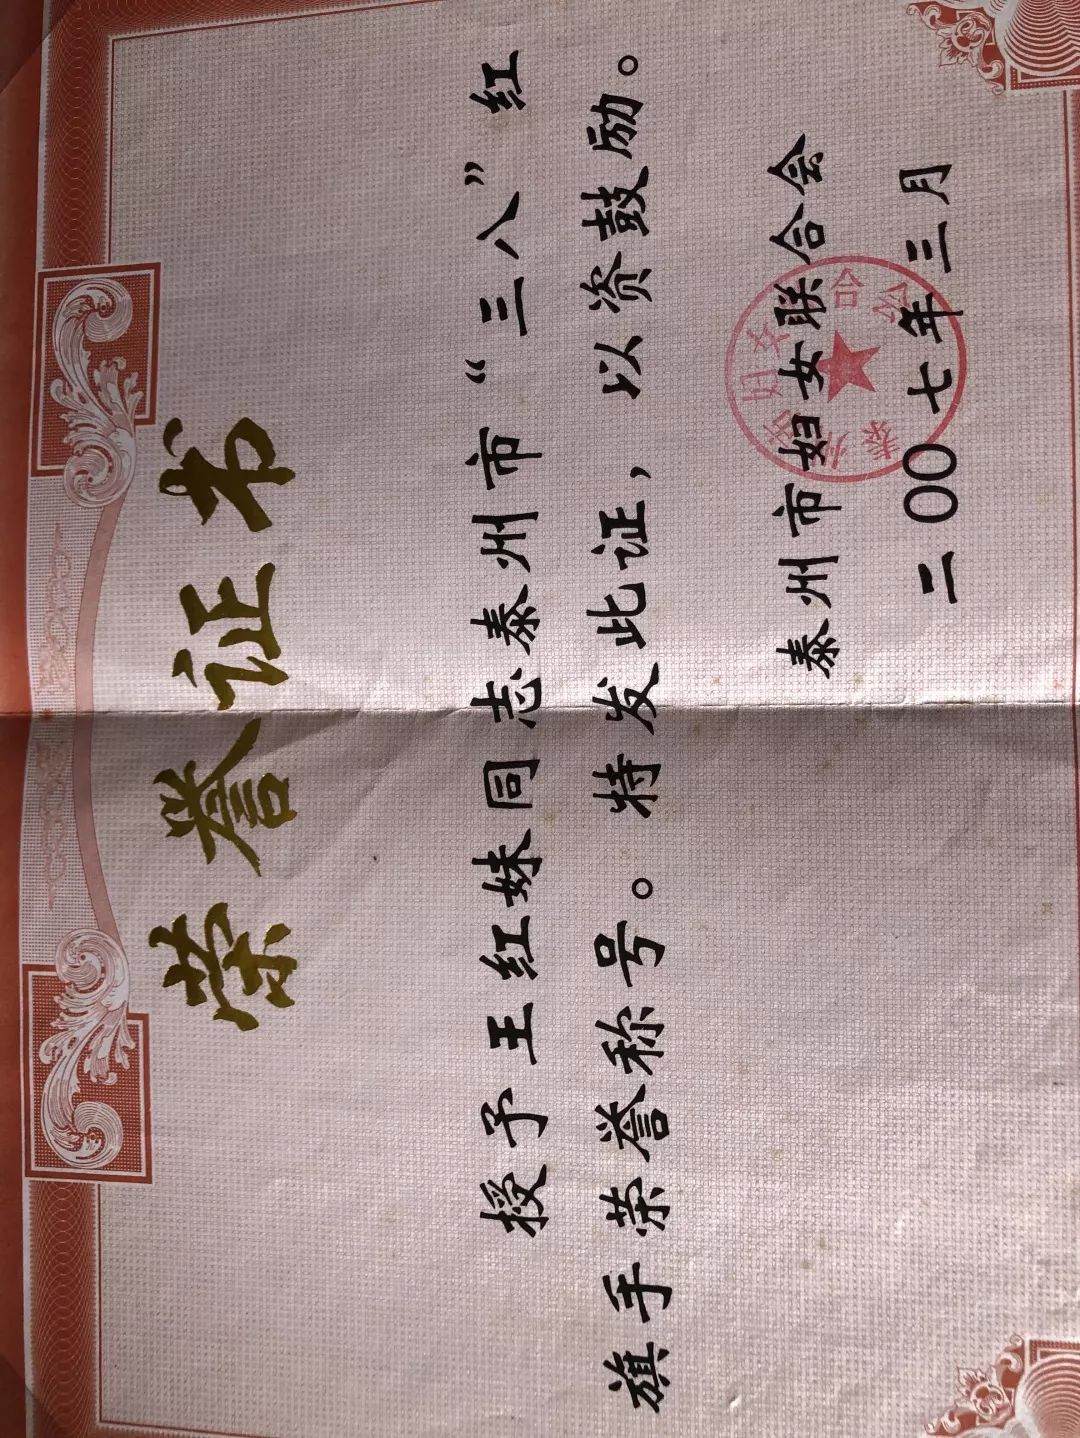 荣誉证书
授予王红妹同志泰州市“三八”红
旗手荣誉称号。特发此证，以资鼓励。
泰州市妇女联合会
二00七年三月